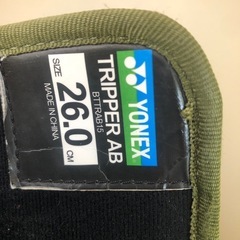 YONEX
TRIPPER AB
BTTRAB15
SIZE
26.0 CM
MADE IN CHINA